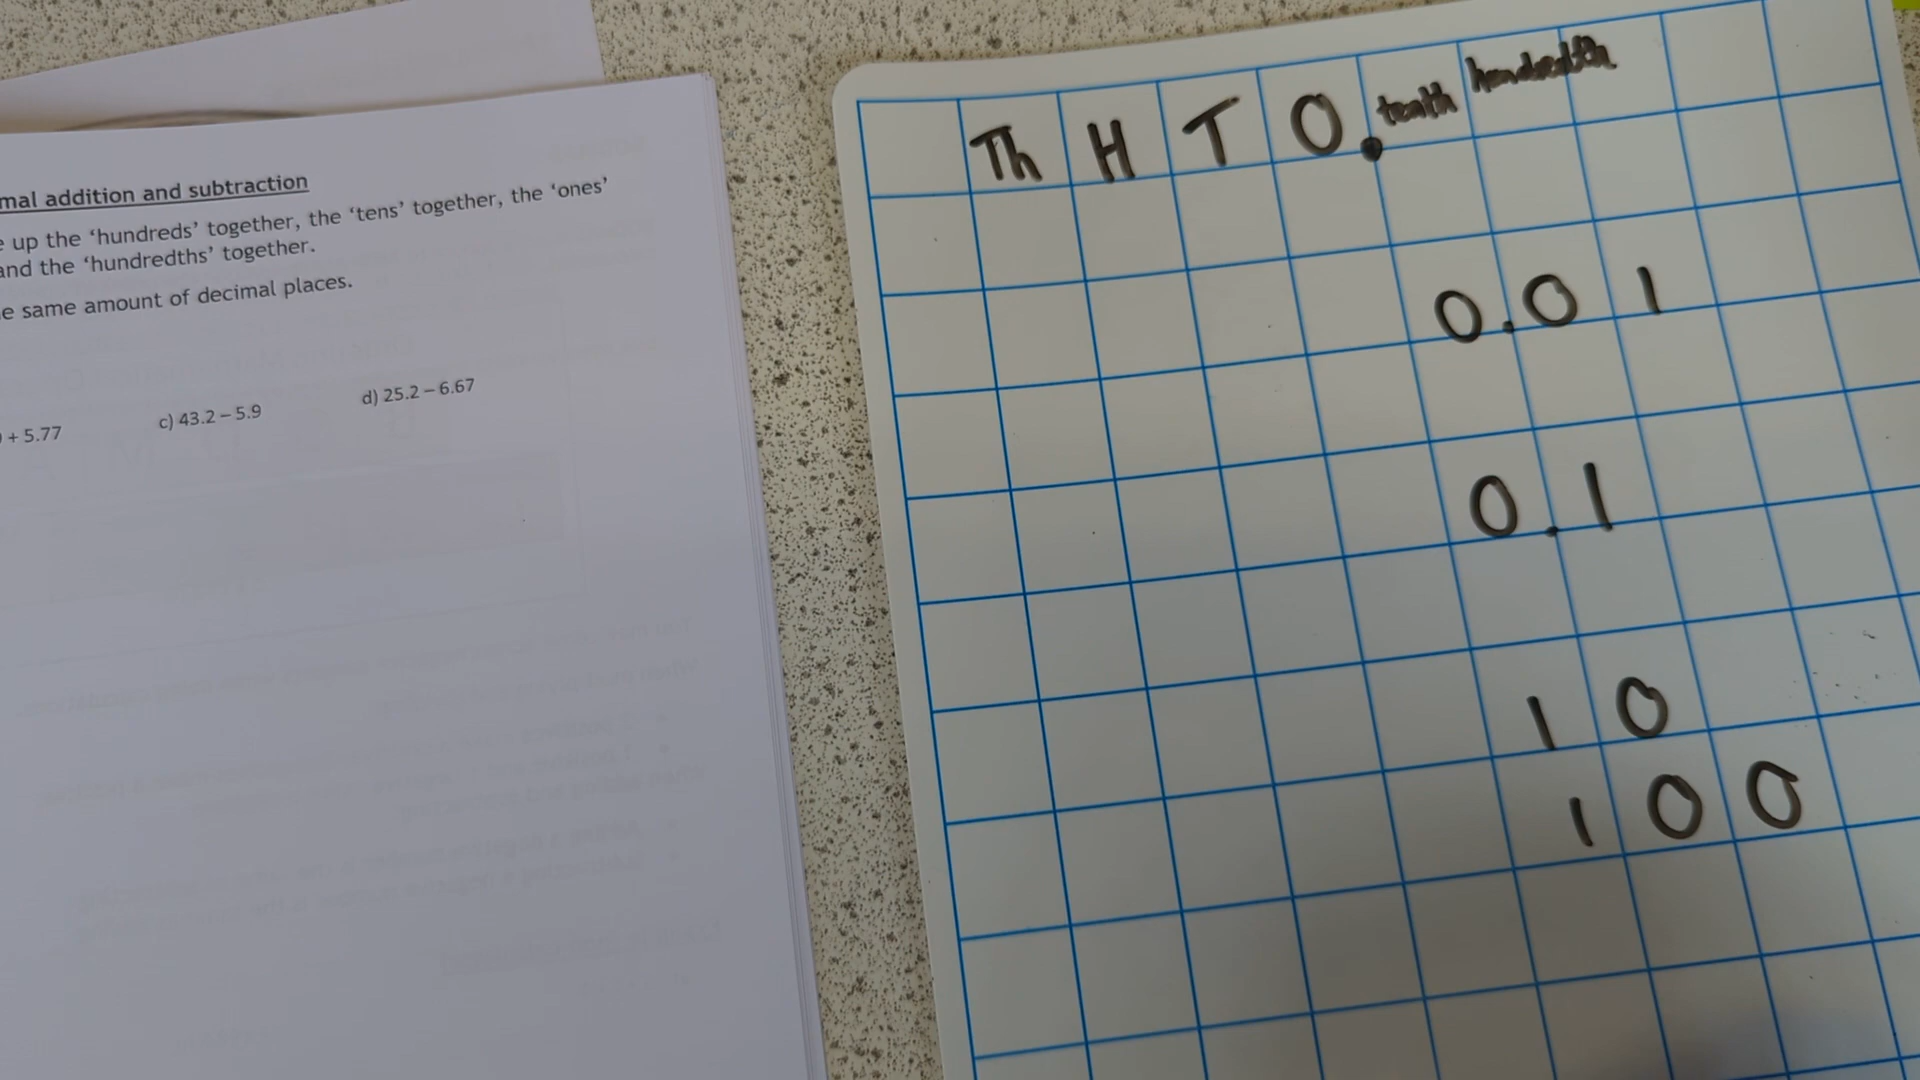 mal addition and subtraction
e up the ‘hundreds’ together, the ‘tens’ together, the ‘ones’
and the ‘hundredths’ together.
e same amount of decimal places.
+ 5.77 c) 43.2 – 5.9 d) 25.2 – 6.67
Th H T O . tenth hundredth
0.01
0.1
10
100